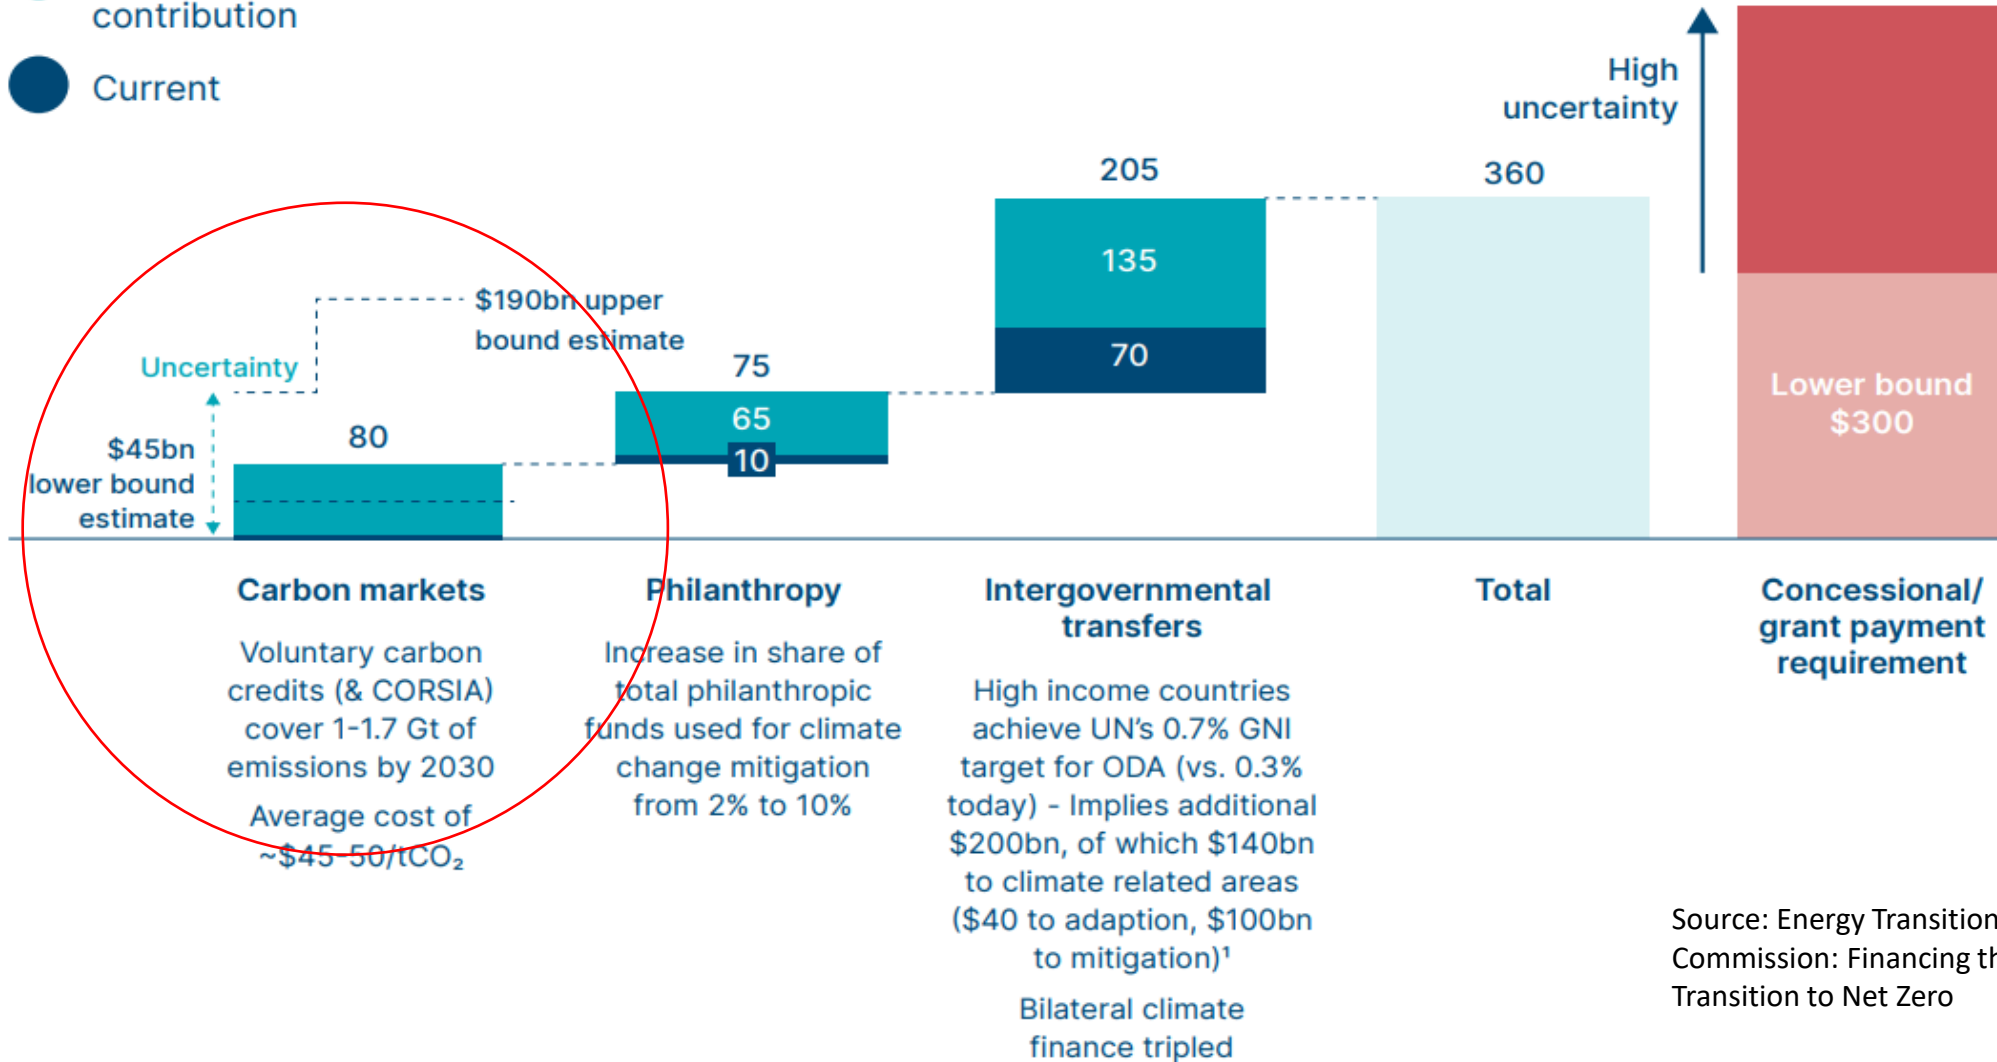 contribution
Current
High
uncertainty
205
360
135
70
$190bn upper
bound estimate
Uncertainty
75
65
10
80
$45bn
lower bound
estimate
Lower bound
$300
Carbon markets
Voluntary carbon
credits (& CORSIA)
cover 1-1.7 Gt of
emissions by 2030
Average cost of
~$45-50/tCO₂
Philanthropy
Increase in share of
total philanthropic
funds used for climate
change mitigation
from 2% to 10%
Intergovernmental
transfers
High income countries
achieve UN's 0.7% GNI
target for ODA (vs. 0.3%
today) - Implies additional
$200bn, of which $140bn
to climate related areas
($40 to adaption, $100bn
to mitigation)¹
Bilateral climate
finance tripled
Total
Concessional/
grant payment
requirement
Source: Energy Transition
Commission: Financing th
Transition to Net Zero